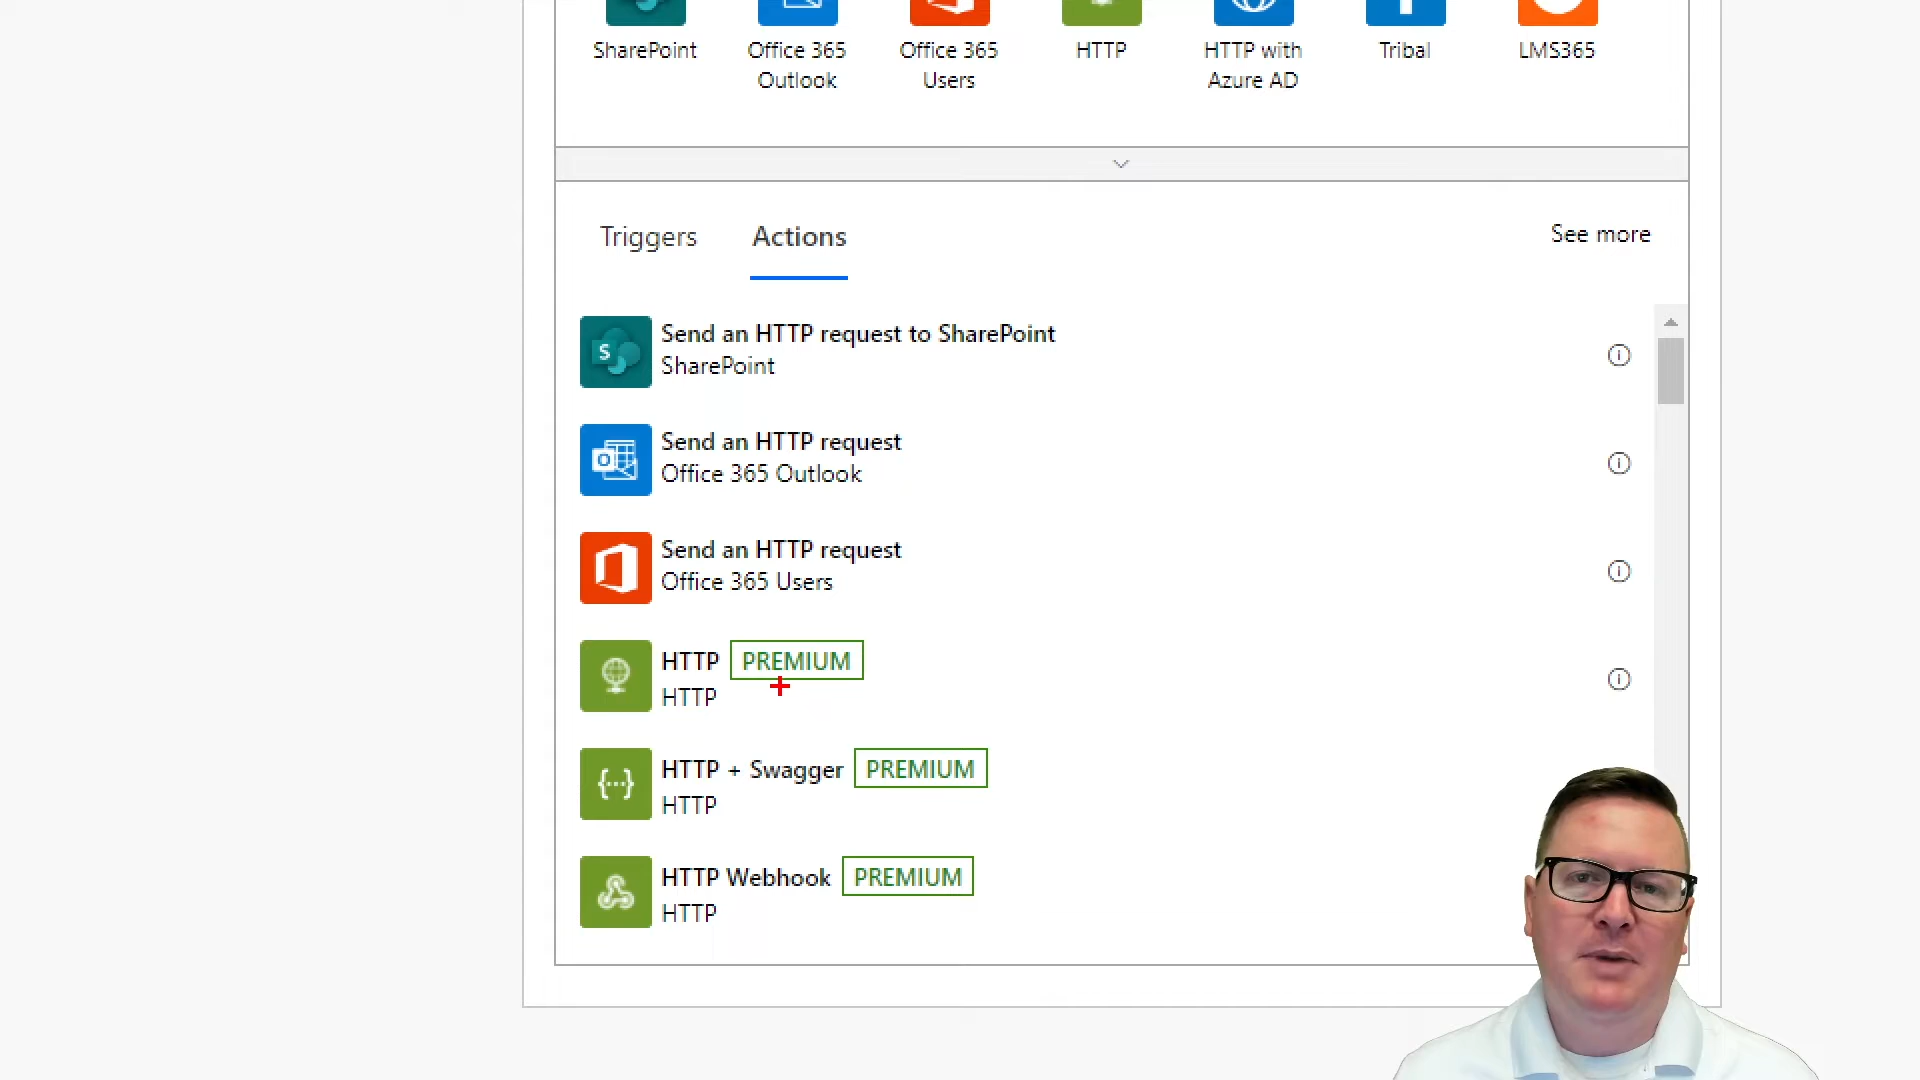 SharePoint
Office 365
Outlook
Office 365
Users
HTTP
HTTP with
Azure AD
Tribal
LMS365
Triggers
Actions
See more
Send an HTTP request to SharePoint
SharePoint
Send an HTTP request
Office 365 Outlook
Send an HTTP request
Office 365 Users
HTTP PREMIUM
HTTP
HTTP + Swagger PREMIUM
HTTP
HTTP Webhook PREMIUM
HTTP